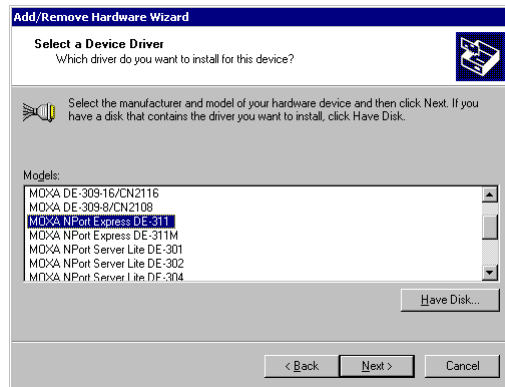 Add/Remove Hardware Wizard
Select a Device Driver
Which driver do you want to install for this device?
Select the manufacturer and model of your hardware device and then click Next. If you
have a disk that contains the driver you want to install, click Have Disk.
Models:
MOXA DE-309-16/CN2116
MOXA DE-309-8/CN2108
MOXA NPort Express DE-311
MOXA NPort Express DE-311M
MOXA NPort Server Lite DE-301
MOXA NPort Server Lite DE-302
MOXA NPort Server Lite DE-304
Have Disk...
< Back
Next >
Cancel